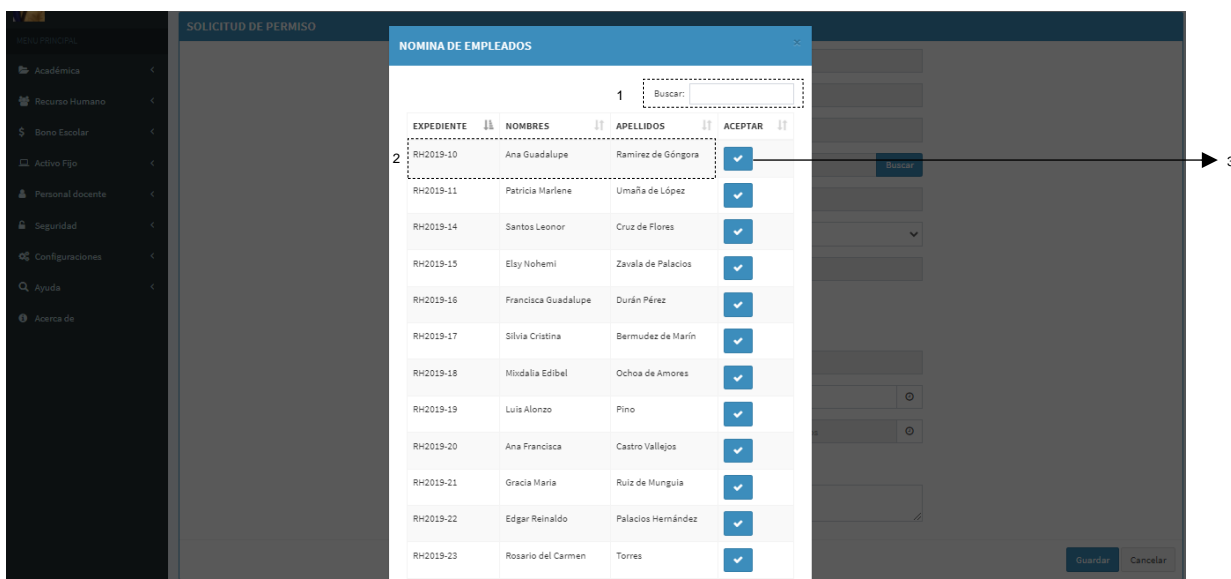 SOLICITUD DE PERMISO
MENU PRINCIPAL
Académica
Recurso Humano
Bono Escolar
Activo Fijo
Personal docente
Seguridad
Configuraciones
Ayuda
Acerca de
NOMINA DE EMPLEADOS ×
1 Buscar:
EXPEDIENTE NOMBRES APELLIDOS ACEPTAR
2 RH2019-10 Ana Guadalupe Ramirez de Góngora 3
Buscar
RH2019-11 Patricia Marlene Umaña de López
RH2019-14 Santos Leonor Cruz de Flores
RH2019-15 Elsy Nohemi Zavala de Palacios
RH2019-16 Francisca Guadalupe Durán Pérez
RH2019-17 Silvia Cristina Bermudez de Marín
RH2019-18 Mixdalia Edibel Ochoa de Amores
RH2019-19 Luis Alonzo Pino
RH2019-20 Ana Francisca Castro Vallejos
RH2019-21 Gracia Maria Ruiz de Munguia
RH2019-22 Edgar Reinaldo Palacios Hernández
RH2019-23 Rosario del Carmen Torres
Guardar Cancelar